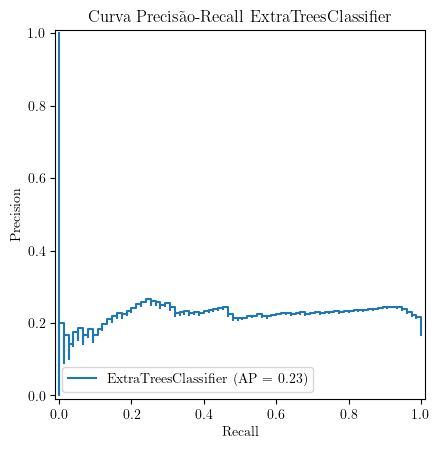 Curva Precisão-Recall ExtraTreesClassifier
1.0
0.8
Precision
0.6
0.4
0.2
0.0
ExtraTreesClassifier (AP = 0.23)
0.0 0.2 0.4 0.6 0.8 1.0
Recall